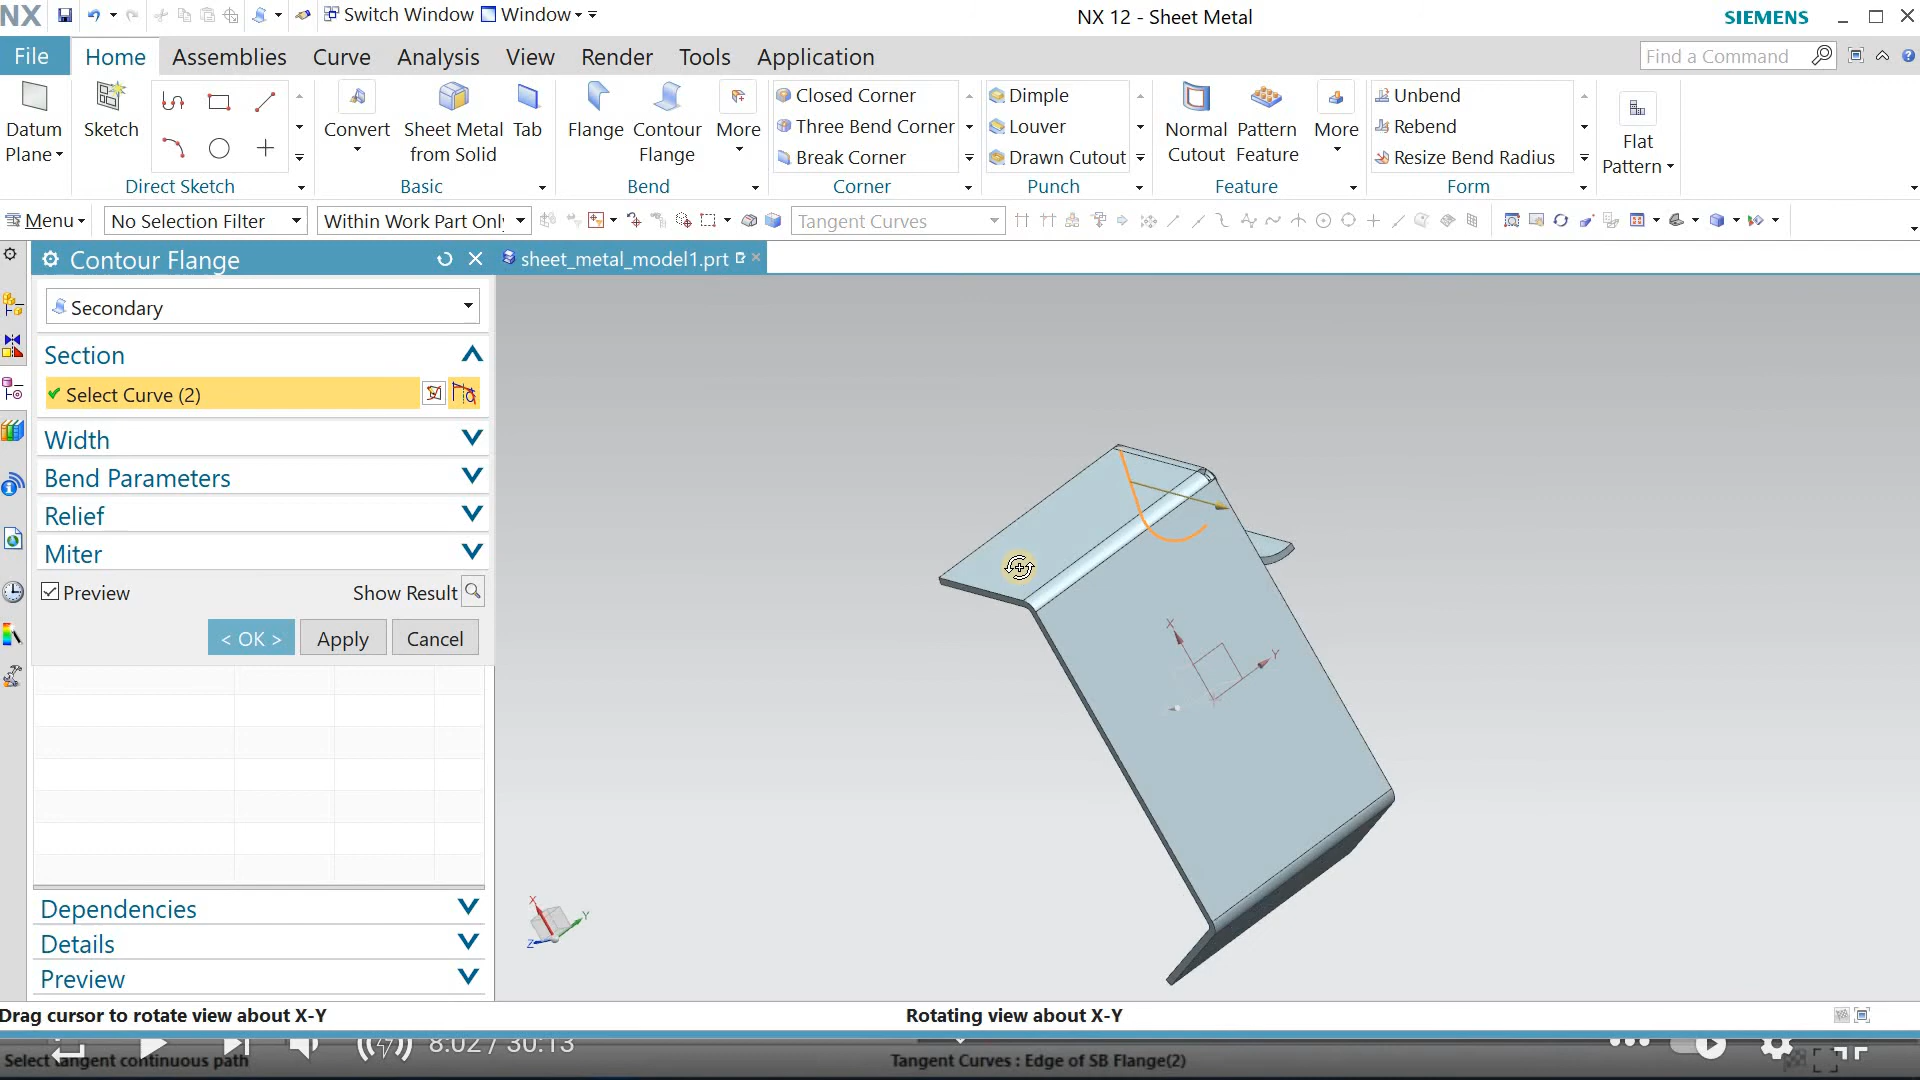 NX Switch Window Window NX 12 - Sheet Metal SIEMENS
File Home Assemblies Curve Analysis View Render Tools Application Find a Command
Datum Plane Sketch Convert Sheet Metal from Solid Tab Flange Contour Flange More Closed Corner Dimple Normal Cutout Pattern Feature More Unbend Flat Pattern
Three Bend Corner Louver Rebend
Break Corner Drawn Cutout Resize Bend Radius
Direct Sketch Basic Bend Corner Punch Feature Form
Menu No Selection Filter Within Work Part Onl Tangent Curves
Contour Flange sheet_metal_model1.prt
Secondary
Section
Select Curve (2)
Width
Bend Parameters
Relief
Miter
Preview Show Result
< OK > Apply Cancel
X
Y
X
Y
Z
Dependencies
Details
Preview
Drag cursor to rotate view about X-Y Rotating view about X-Y
8:02 / 30:13
Select tangent continuous path Tangent Curves : Edge of SB Flange(2)